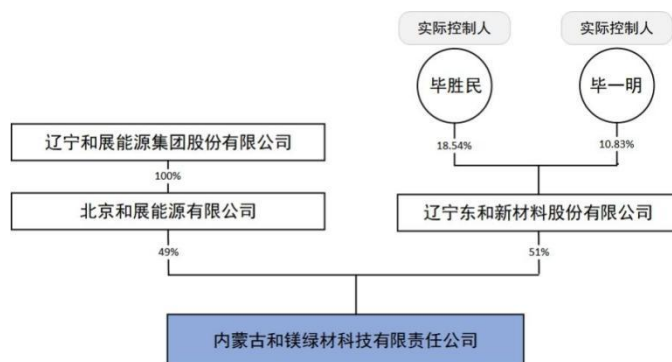 实际控制人
实际控制人
毕胜民
毕一明
18.54%
10.83%
辽宁和展能源集团股份有限公司
100%
北京和展能源有限公司
辽宁东和新材料股份有限公司
49%
51%
内蒙古和镁绿材科技有限责任公司